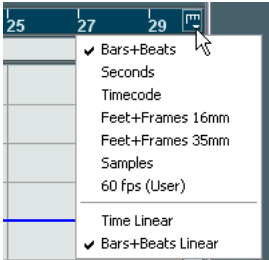 25 27 29
Bars+Beats
Seconds
Timecode
Feet+Frames 16mm
Feet+Frames 35mm
Samples
60 fps (User)
Time Linear
Bars+Beats Linear